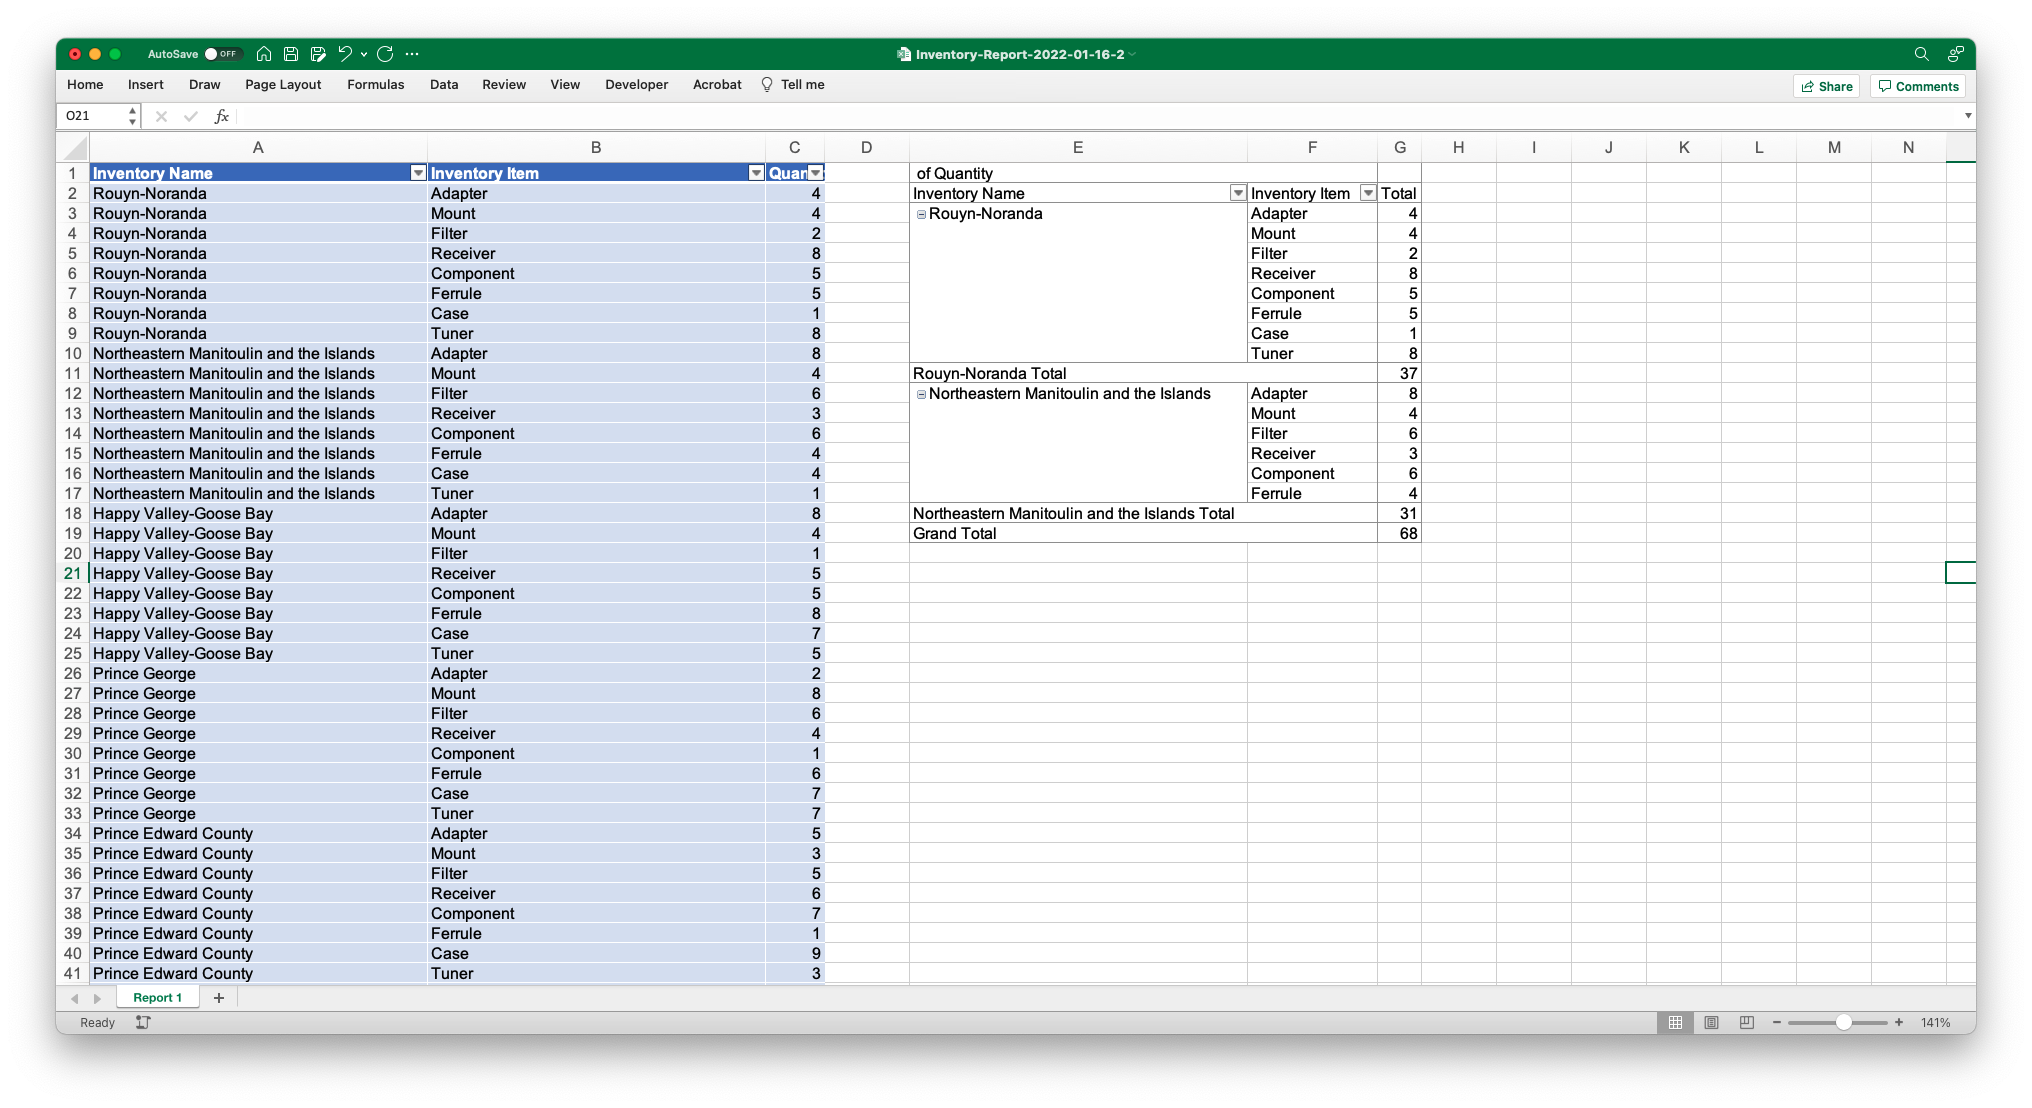 AutoSave OFF Inventory-Report-2022-01-16-2
Home Insert Draw Page Layout Formulas Data Review View Developer Acrobat Tell me Share Comments
O21 fx
A B C D E F G H I J K L M N
1 Inventory Name Inventory Item Quan of Quantity
2 Rouyn-Noranda Adapter 4 Inventory Name Inventory Item Total
3 Rouyn-Noranda Mount 4 Rouyn-Noranda Adapter 4
4 Rouyn-Noranda Filter 2 Mount 4
5 Rouyn-Noranda Receiver 8 Filter 2
6 Rouyn-Noranda Component 5 Receiver 8
7 Rouyn-Noranda Ferrule 5 Component 5
8 Rouyn-Noranda Case 1 Ferrule 5
9 Rouyn-Noranda Tuner 8 Case 1
10 Northeastern Manitoulin and the Islands Adapter 8 Tuner 8
11 Northeastern Manitoulin and the Islands Mount 4 Rouyn-Noranda Total 37
12 Northeastern Manitoulin and the Islands Filter 6 Northeastern Manitoulin and the Islands Adapter 8
13 Northeastern Manitoulin and the Islands Receiver 3 Mount 4
14 Northeastern Manitoulin and the Islands Component 6 Filter 6
15 Northeastern Manitoulin and the Islands Ferrule 4 Receiver 3
16 Northeastern Manitoulin and the Islands Case 4 Component 6
17 Northeastern Manitoulin and the Islands Tuner 1 Ferrule 4
18 Happy Valley-Goose Bay Adapter 8 Northeastern Manitoulin and the Islands Total 31
19 Happy Valley-Goose Bay Mount 4 Grand Total 68
20 Happy Valley-Goose Bay Filter 1
21 Happy Valley-Goose Bay Receiver 5
22 Happy Valley-Goose Bay Component 5
23 Happy Valley-Goose Bay Ferrule 8
24 Happy Valley-Goose Bay Case 7
25 Happy Valley-Goose Bay Tuner 5
26 Prince George Adapter 2
27 Prince George Mount 8
28 Prince George Filter 6
29 Prince George Receiver 4
30 Prince George Component 1
31 Prince George Ferrule 6
32 Prince George Case 7
33 Prince George Tuner 7
34 Prince Edward County Adapter 5
35 Prince Edward County Mount 3
36 Prince Edward County Filter 5
37 Prince Edward County Receiver 6
38 Prince Edward County Component 7
39 Prince Edward County Ferrule 1
40 Prince Edward County Case 9
41 Prince Edward County Tuner 3
Report 1 +
Ready − + 141%